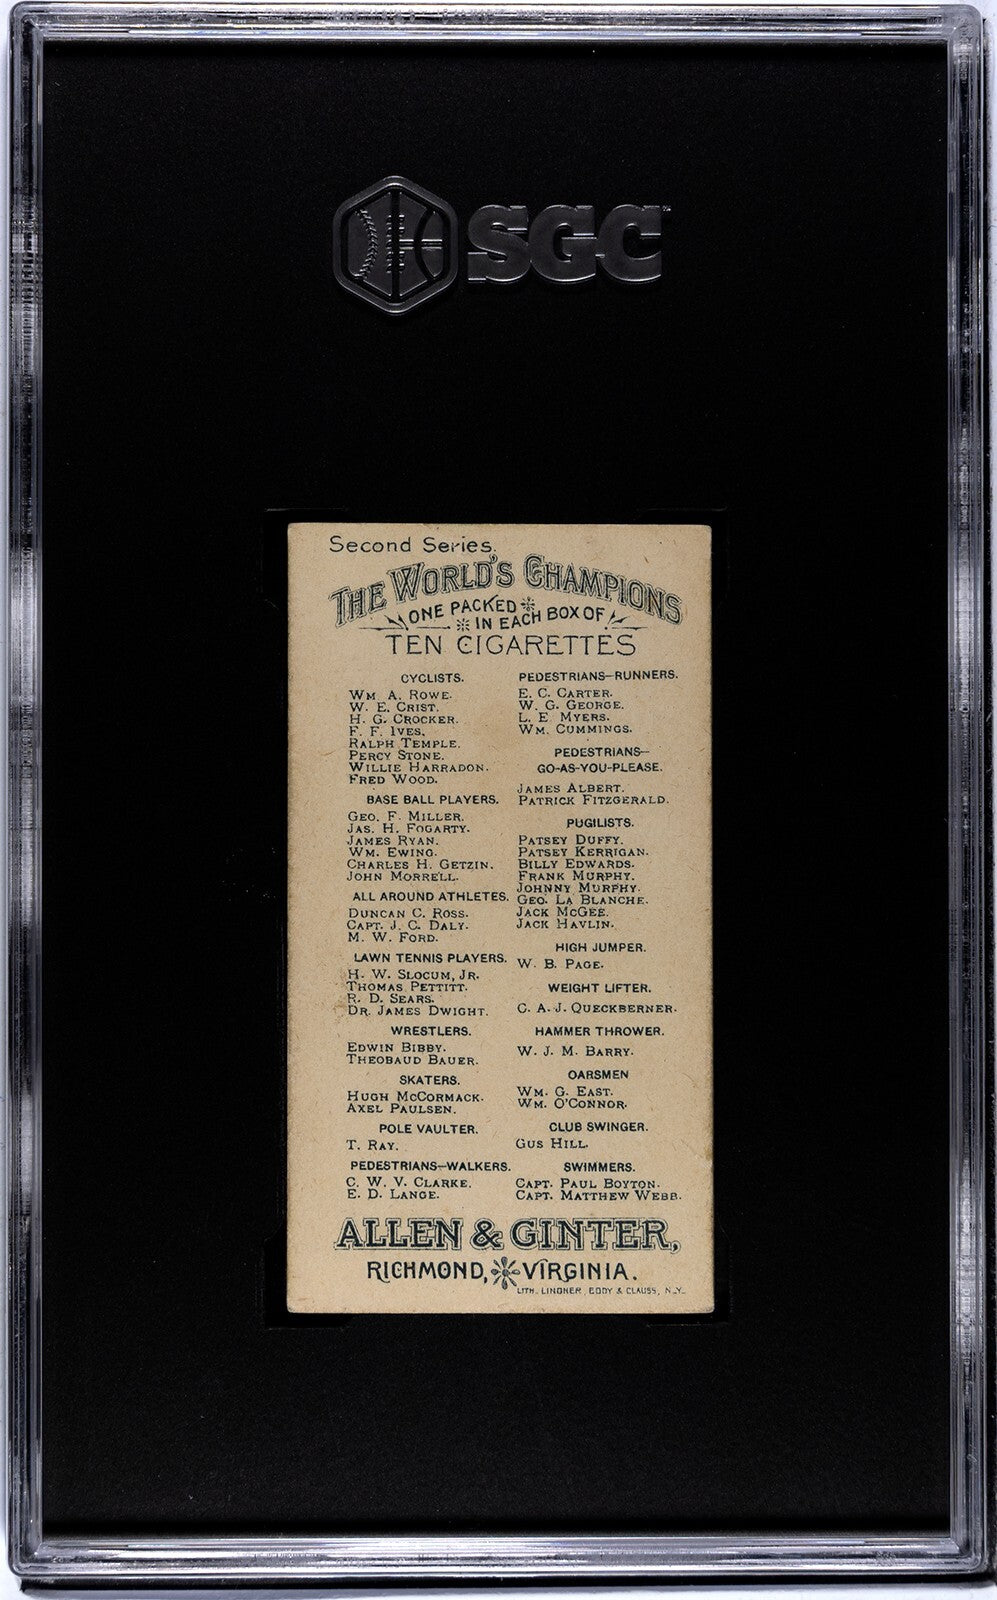 SGC
Second Series.
THE WORLD'S CHAMPIONS
ONE PACKED
IN EACH BOX OF
TEN CIGARETTES
CYCLISTS.
WM A. ROWE.
W. E. CRIST.
H. G. CROCKER.
F. F. IVES.
RALPH TEMPLE.
PERCY STONE.
WILLIE HARRADON.
FRED WOOD.
BASE BALL PLAYERS.
GEO. F. MILLER.
JAS. H. FOGARTY.
JAMES RYAN.
WM. EWING.
CHARLES H. GETZIN.
JOHN MORRELL.
ALL AROUND ATHLETES.
DUNCAN C. ROSS.
CAPT. J. C. DALY.
M. W. FORD.
LAWN TENNIS PLAYERS.
H. W. SLOCUM, JR.
THOMAS PETTITT.
R. D. SEARS.
DR. JAMES DWIGHT.
WRESTLERS.
EDWIN BIBBY.
THEOBAUD BAUER.
SKATERS.
HUGH MCCORMACK.
AXEL PAULSEN.
POLE VAULTER.
T. RAY.
PEDESTRIANS-WALKERS.
C. W. V. CLARKE.
E. D. LANGE.
PEDESTRIANS-RUNNERS.
E. C. CARTER.
W. G. GEORGE.
L. E. MYERS.
WM. CUMMINGS.
PEDESTRIANS-
GO-AS-YOU-PLEASE.
JAMES ALBERT.
PATRICK FITZGERALD.
PUGILISTS.
PATSEY DUFFY.
PATSEY KERRIGAN.
BILLY EDWARDS.
FRANK MURPHY.
JOHNNY MURPHY.
GEO. LA BLANCHE.
JACK MCGEE.
JACK HAVLIN.
HIGH JUMPER.
W. B. PAGE.
WEIGHT LIFTER.
C. A. J. QUECKBERNER.
HAMMER THROWER.
W. J. M. BARRY.
OARSMEN
WM. G. EAST.
WM. O'CONNOR.
CLUB SWINGER.
GUS HILL.
SWIMMERS.
CAPT. PAUL BOYTON.
CAPT. MATTHEW WEBB.
ALLEN & GINTER,
RICHMOND, VIRGINIA.
LITH. LINDNER, EDDY & CLAUSS, N.Y.